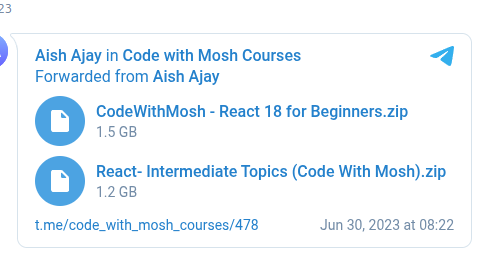 23
Aish Ajay in Code with Mosh Courses
Forwarded from Aish Ajay
CodeWithMosh - React 18 for Beginners.zip
1.5 GB
React- Intermediate Topics (Code With Mosh).zip
1.2 GB
t.me/code_with_mosh_courses/478 Jun 30, 2023 at 08:22